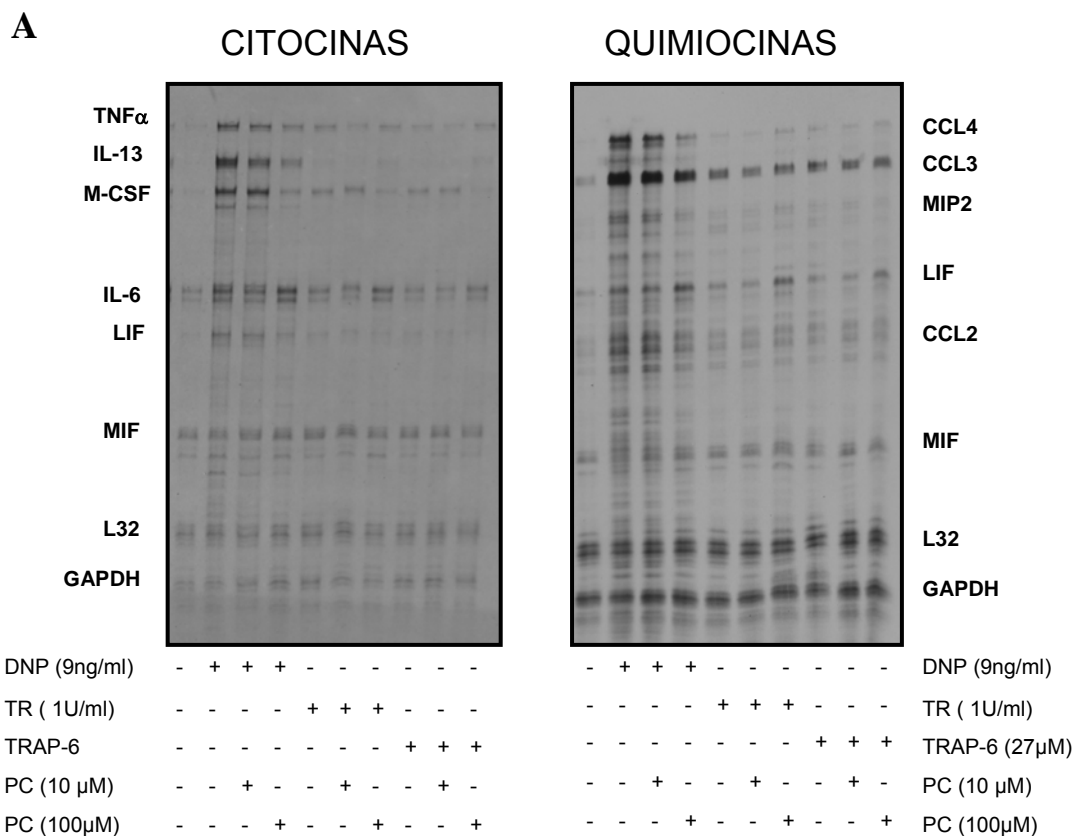 A
CITOCINAS
QUIMIOCINAS
TNFα
IL-13
M-CSF
IL-6
LIF
MIF
L32
GAPDH
CCL4
CCL3
MIP2
LIF
CCL2
MIF
L32
GAPDH
DNP (9ng/ml) - + + + - - - - - -
TR ( 1U/ml) - - - - + + + - - -
TRAP-6 - - - - - - - + + +
PC (10 µM) - - + - - + - - + -
PC (100µM) - - - + - - + - - +
- + + + - - - - - - DNP (9ng/ml)
- - - - + + + - - - TR ( 1U/ml)
- - - - - - - + + + TRAP-6 (27µM)
- - + - - + - - + - PC (10 µM)
- - - + - - + - - + PC (100µM)